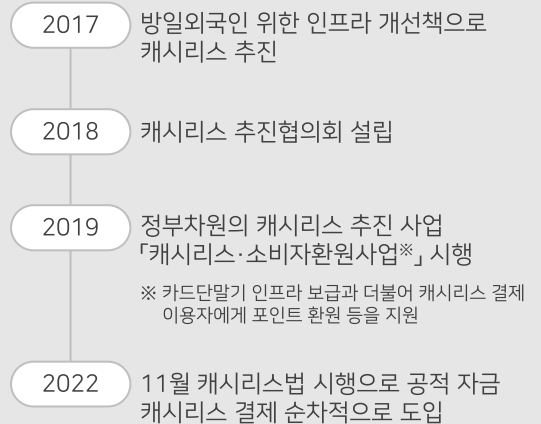 2017
방일외국인 위한 인프라 개선책으로
캐시리스 추진
2018
캐시리스 추진협의회 설립
2019
정부차원의 캐시리스 추진 사업
「캐시리스·소비자환원사업※」 시행
※ 카드단말기 인프라 보급과 더불어 캐시리스 결제
이용자에게 포인트 환원 등을 지원
2022
11월 캐시리스법 시행으로 공적 자금
캐시리스 결제 순차적으로 도입